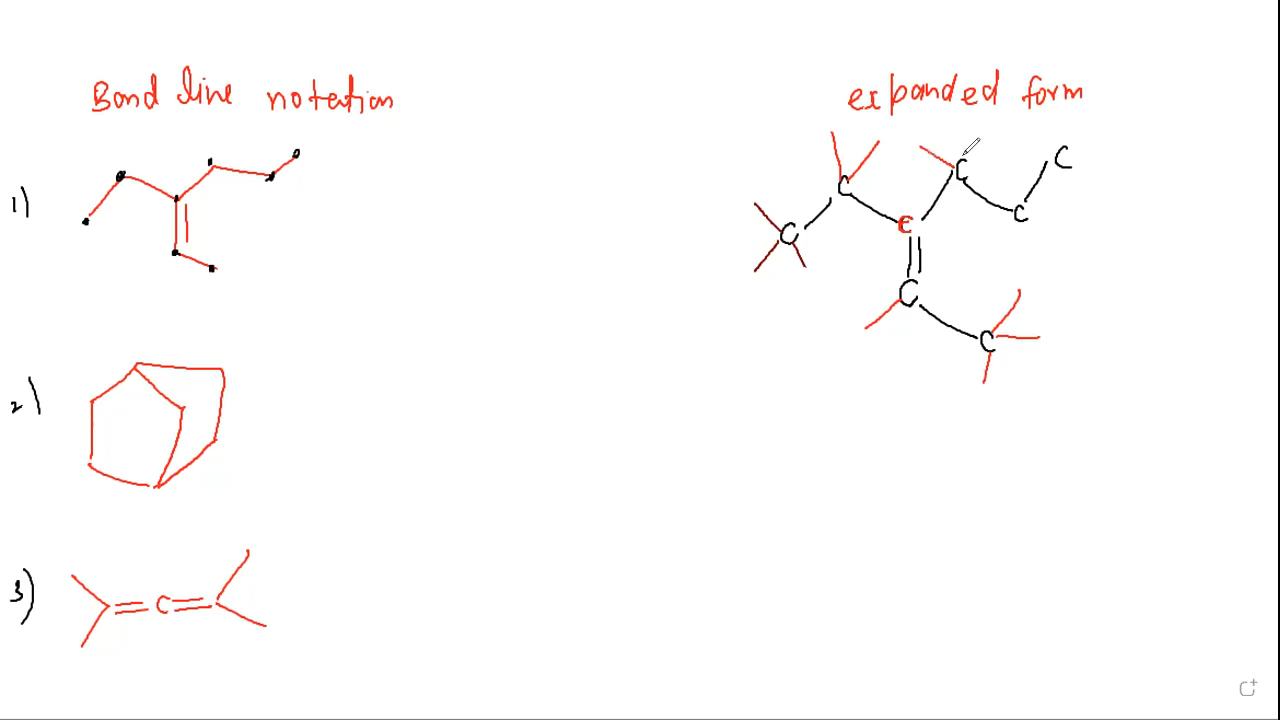 Bond line notation
expanded form
1)
C C C
C C C C
C C
2)
3)
C
C+